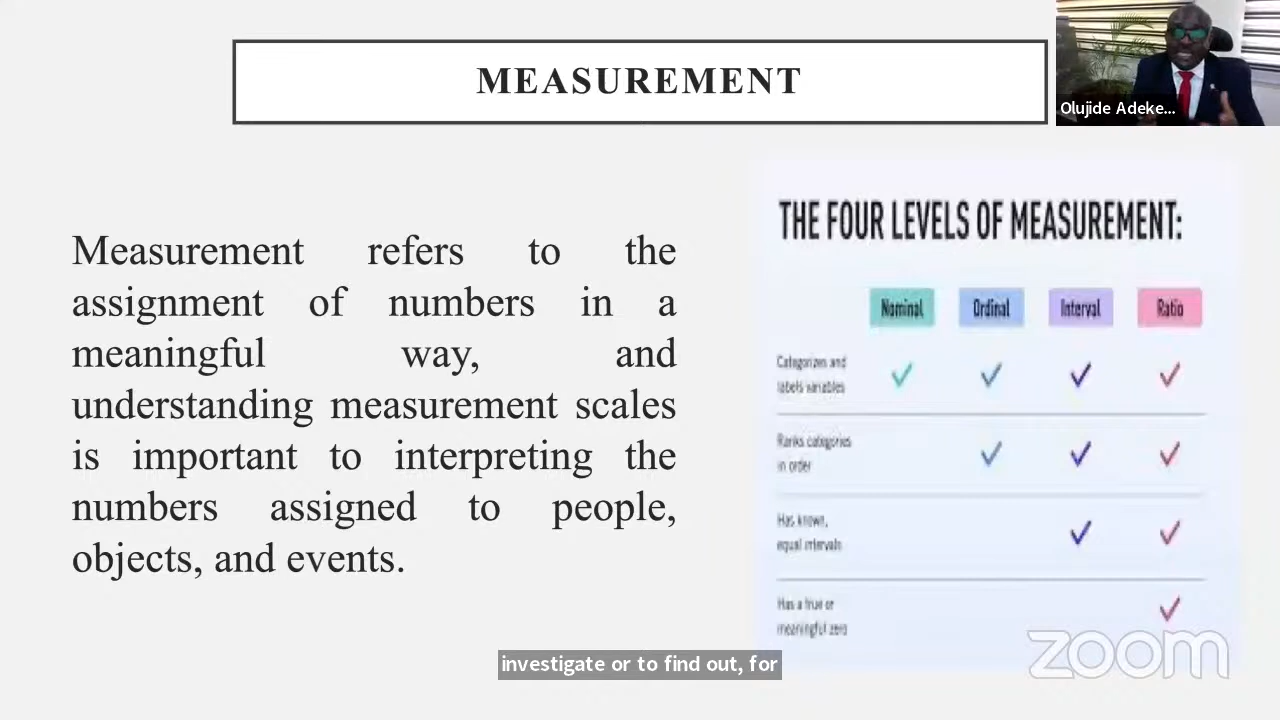 MEASUREMENT
Olujide Adeke...
Measurement refers to the
assignment of numbers in a
meaningful way, and
understanding measurement scales
is important to interpreting the
numbers assigned to people,
objects, and events.
THE FOUR LEVELS OF MEASUREMENT:
Nominal Ordinal Interval Ratio
Categorizes and
labels variables
Ranks categories
in order
Has known,
equal intervals
Has a true or
meaningful zero
zoom
investigate or to find out, for